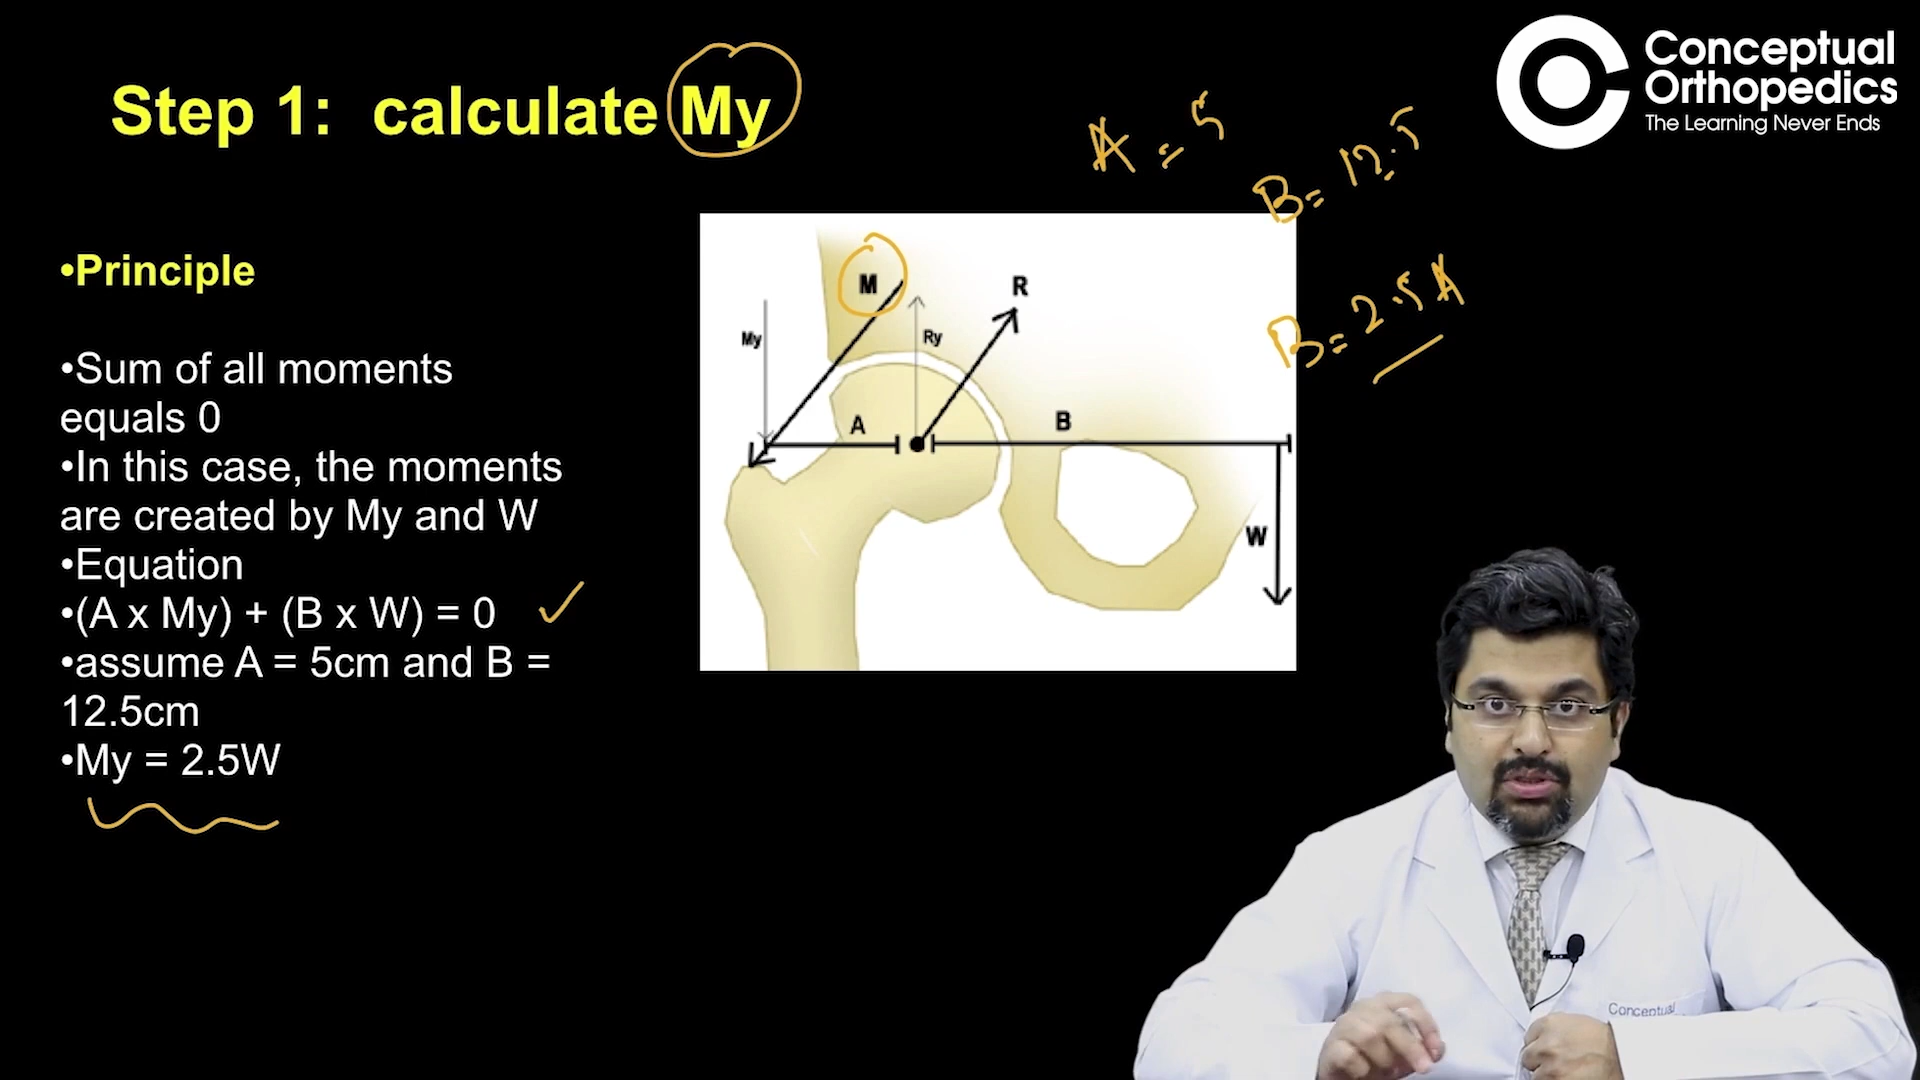 Step 1: calculate My
Conceptual
Orthopedics
The Learning Never Ends
A = 5
B = 12.5
B = 2.5 A
•Principle
•Sum of all moments
equals 0
•In this case, the moments
are created by My and W
•Equation
•(A x My) + (B x W) = 0
•assume A = 5cm and B =
12.5cm
•My = 2.5W
M
R
My
Ry
A
B
W
Conceptual